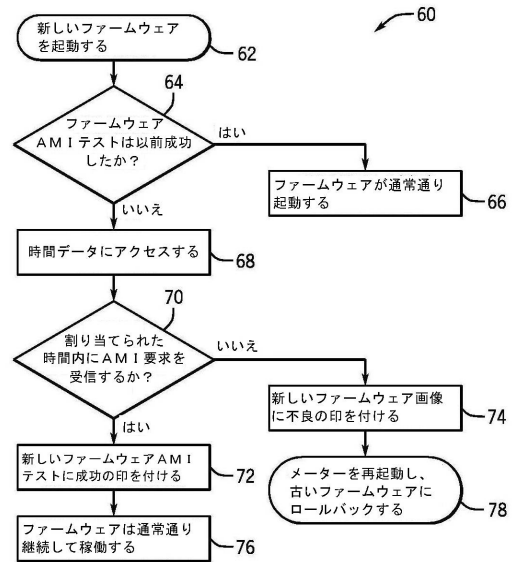 60
新しいファームウェア
を起動する
62
64
ファームウェア
AMIテストは以前成功
したか？
はい
ファームウェアが通常通り
起動する
66
いいえ
時間データにアクセスする
68
70
割り当てられた
時間内にAMI要求を
受信するか？
いいえ
新しいファームウェア画像
に不良の印を付ける
74
はい
新しいファームウェアAMI
テストに成功の印を付ける
72
メーターを再起動し、
古いファームウェアに
ロールバックする
78
ファームウェアは通常通り
継続して稼働する
76